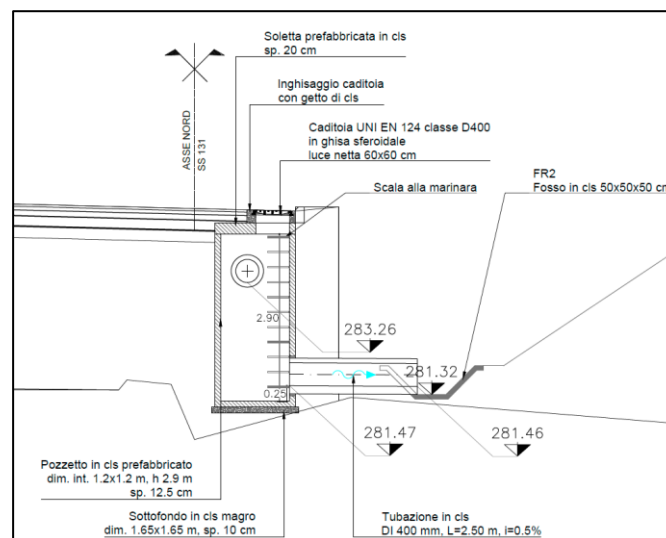 Soletta prefabbricata in cls
sp. 20 cm
Inghisaggio caditoia
con getto di cls
Caditoia UNI EN 124 classe D400
in ghisa sferoidale
luce netta 60x60 cm
ASSE NORD
SS 131
Scala alla marinara
FR2
Fosso in cls 50x50x50 cm
2.90
283.26
281.32
0.25
281.47
281.46
Pozzetto in cls prefabbricato
dim. int. 1.2x1.2 m, h 2.9 m
sp. 12.5 cm
Sottofondo in cls magro
dim. 1.65x1.65 m, sp. 10 cm
Tubazione in cls
DI 400 mm, L=2.50 m, i=0.5%